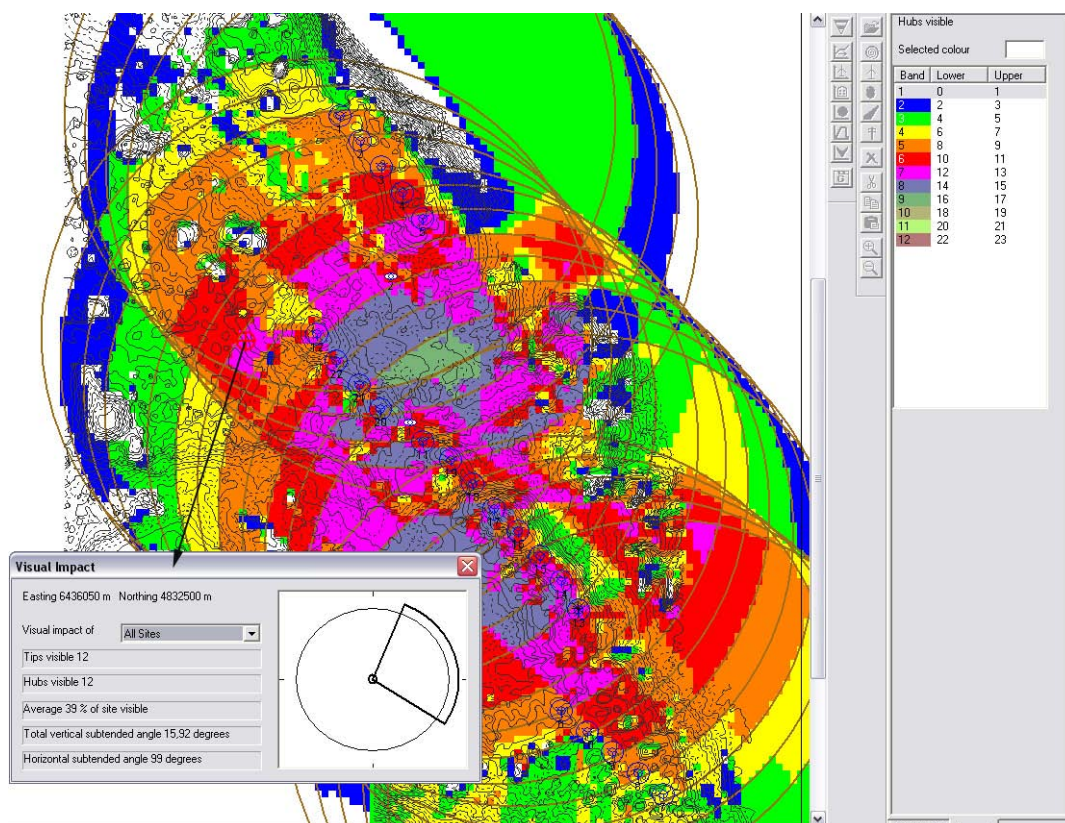 Hubs visible
Selected colour
Band Lower Upper
1 0 1
2 2 3
3 4 5
4 6 7
5 8 9
6 10 11
7 12 13
8 14 15
9 16 17
10 18 19
11 20 21
12 22 23
Visual Impact
Easting 6436050 m Northing 4832500 m
Visual impact of All Sites
Tips visible 12
Hubs visible 12
Average 39 % of site visible
Total vertical subtended angle 15,92 degrees
Horizontal subtended angle 99 degrees